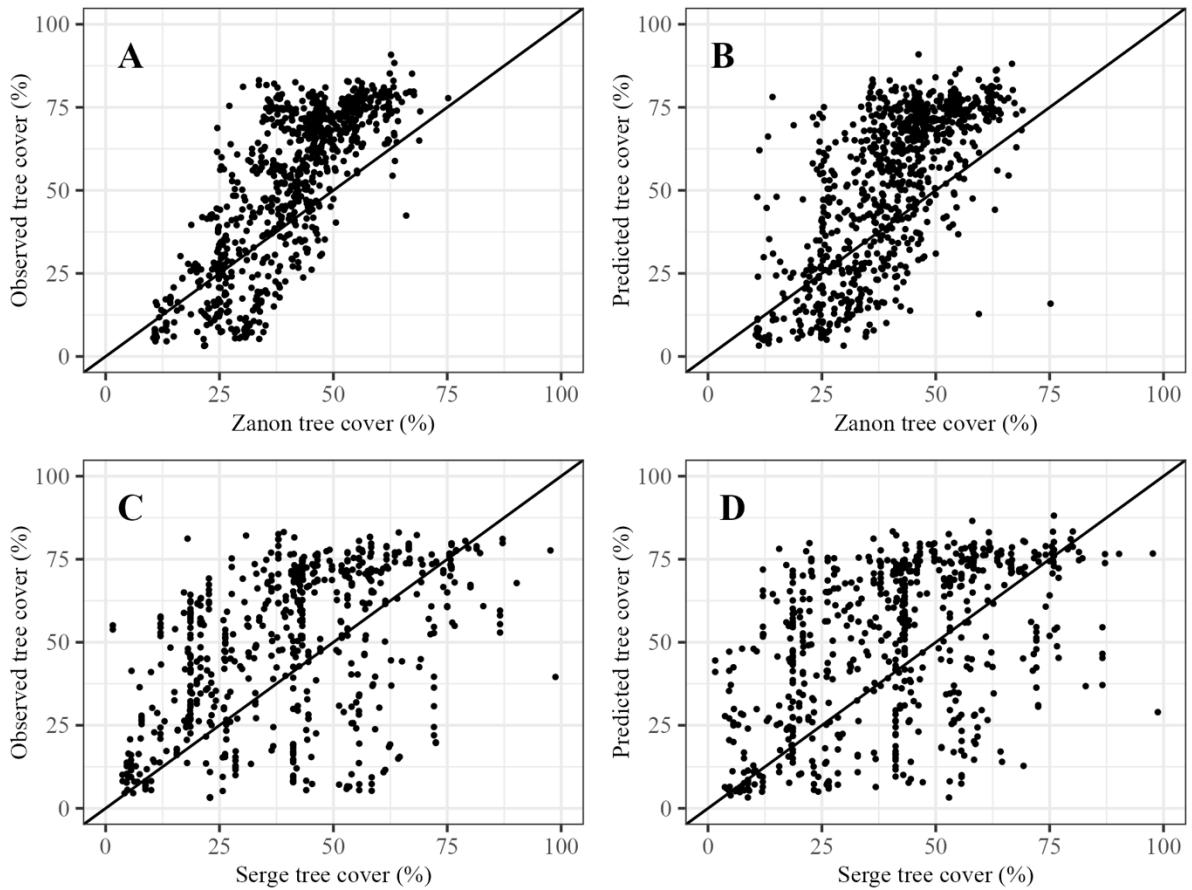 A
Observed tree cover (%)
100
75
50
25
0
0 25 50 75 100
Zanon tree cover (%)
B
Predicted tree cover (%)
100
75
50
25
0
0 25 50 75 100
Zanon tree cover (%)
C
Observed tree cover (%)
100
75
50
25
0
0 25 50 75 100
Serge tree cover (%)
D
Predicted tree cover (%)
100
75
50
25
0
0 25 50 75 100
Serge tree cover (%)